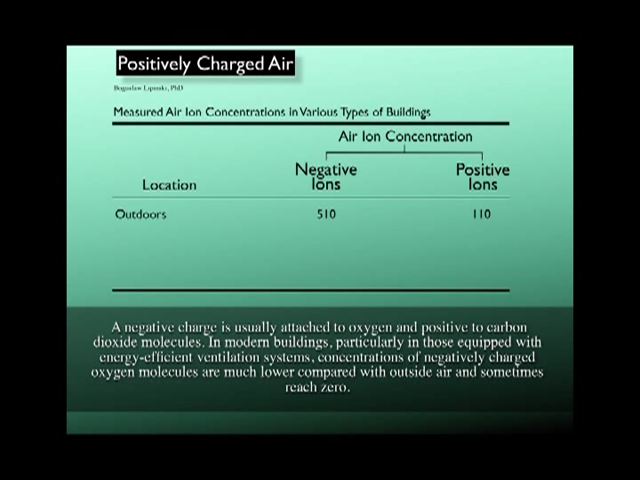 Positively Charged Air
Boguslaw Lipinski, PhD
Measured Air Ion Concentrations in Various Types of Buildings
Air Ion Concentration
Location Negative Ions Positive Ions
Outdoors 510 110
A negative charge is usually attached to oxygen and positive to carbon
dioxide molecules. In modern buildings, particularly in those equipped with
energy-efficient ventilation systems, concentrations of negatively charged
oxygen molecules are much lower compared with outside air and sometimes
reach zero.